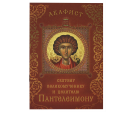 АКАФИСТ
святому
великомученику
и целителю
Пантелеимону